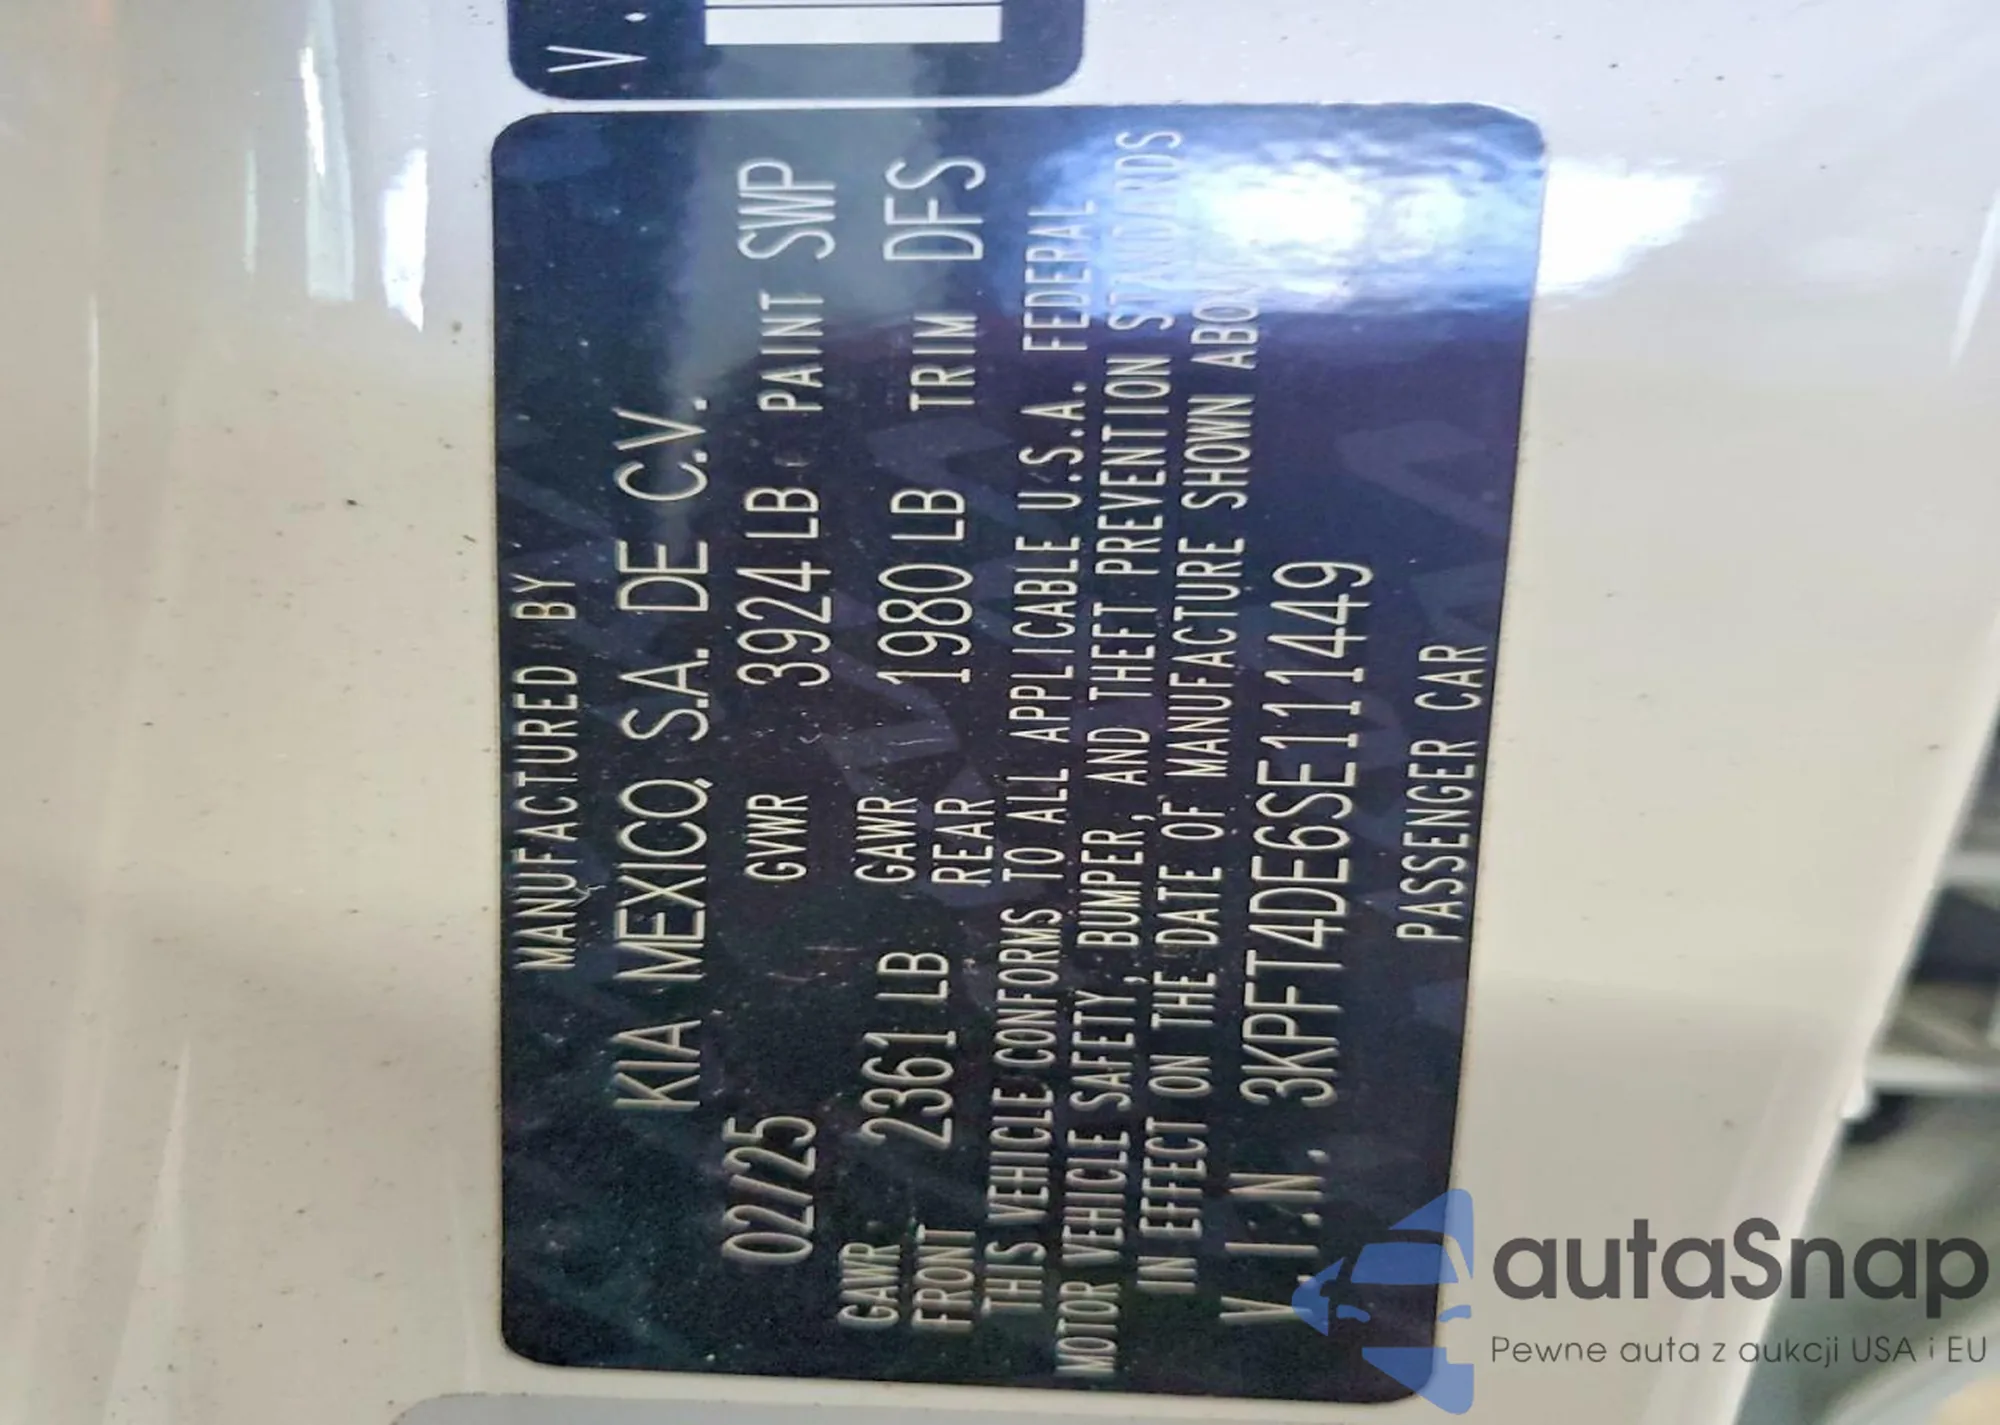 V.
MANUFACTURED BY
KIA MEXICO, S.A. DE C.V.
02/25 GVWR 3924 LB PAINT SWP
GAWR FRONT 2361 LB GAWR REAR 1980 LB TRIM DFS
THIS VEHICLE CONFORMS TO ALL APPLICABLE U.S.A. FEDERAL
MOTOR VEHICLE SAFETY, BUMPER, AND THEFT PREVENTION STANDARDS
IN EFFECT ON THE DATE OF MANUFACTURE SHOWN ABOVE
V.I.N. 3KPFT4DE6SE111449
PASSENGER CAR
autaSnap
Pewne auta z aukcji USA i EU